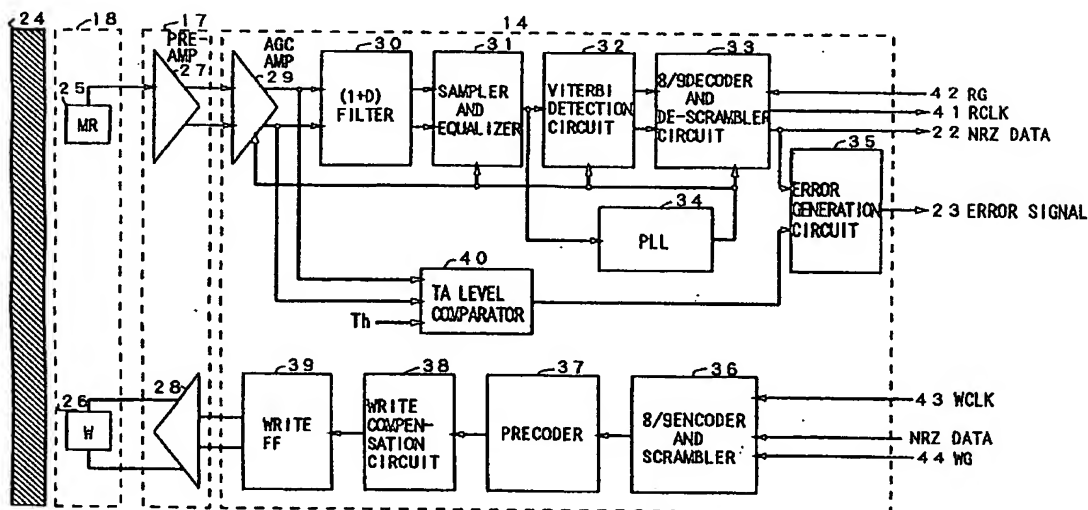 24
18
17
14
PRE-
AMP
27
AGC
AMP
29
30
31
32
33
25
MR
(1+D)
FILTER
SAMPLER
AND
EQUALIZER
VITERBI
DETECTION
CIRCUIT
8/9DECODER
AND
DE-SCRAMBLER
CIRCUIT
42 RG
41 RCLK
22 NRZ DATA
35
ERROR
GENERATION
CIRCUIT
23 ERROR SIGNAL
34
PLL
40
TA LEVEL
COMPARATOR
Th
39
38
37
36
26
W
28
WRITE
FF
WRITE
COMPEN-
SATION
CIRCUIT
PRECODER
8/9ENCODER
AND
SCRAMBLER
43 WCLK
NRZ DATA
44 WG